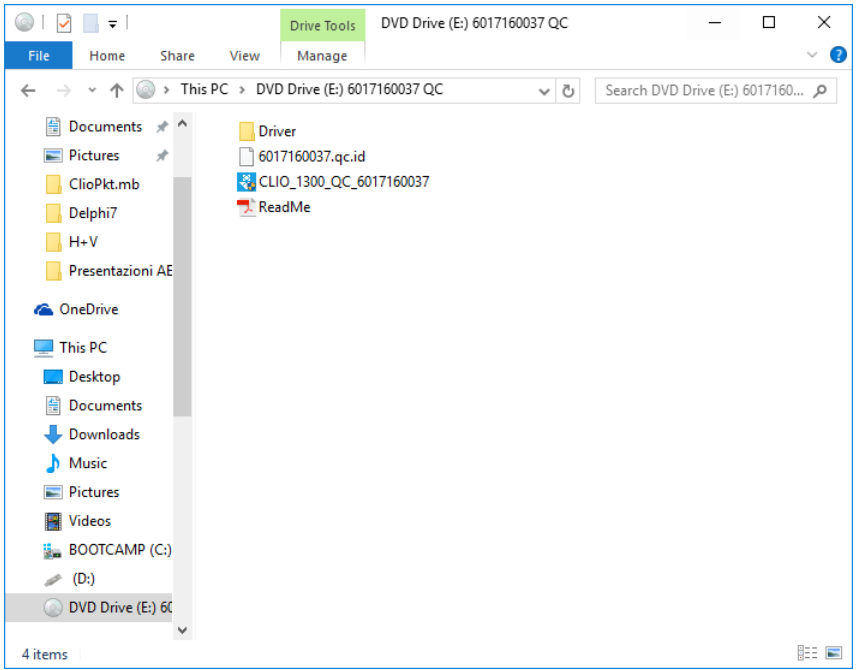 Drive Tools DVD Drive (E:) 6017160037 QC
File Home Share View Manage
This PC DVD Drive (E:) 6017160037 QC Search DVD Drive (E:) 6017160...
Documents
Pictures
ClioPkt.mb
Delphi7
H+V
Presentazioni AE
OneDrive
This PC
Desktop
Documents
Downloads
Music
Pictures
Videos
BOOTCAMP (C:)
(D:)
DVD Drive (E:) 60
Driver
6017160037.qc.id
CLIO_1300_QC_6017160037
ReadMe
4 items